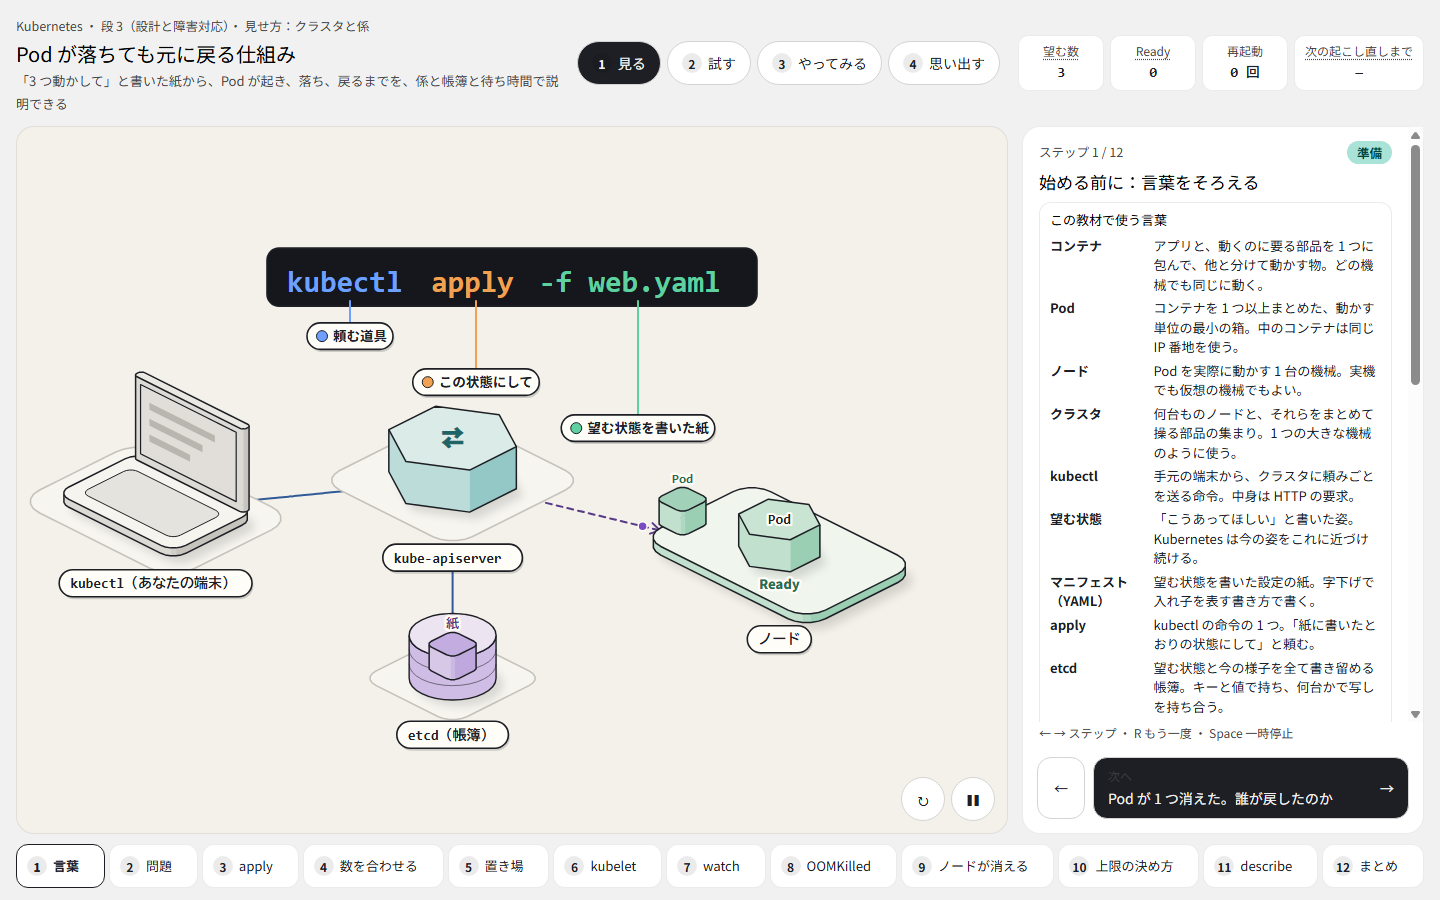 Kubernetes ・ 段 3（設計と障害対応）・ 見せ方：クラスタと係
Pod が落ちても元に戻る仕組み
「3 つ動かして」と書いた紙から、Pod が起き、落ち、戻るまでを、係と帳簿と待ち時間で説
明できる
1 見る
2 試す
3 やってみる
4 思い出す
望む数
3
Ready
0
再起動
0 回
次の起こし直しまで
–
kubectl apply -f web.yaml
頼む道具
この状態にして
望む状態を書いた紙
kubectl（あなたの端末）
kube-apiserver
紙
etcd（帳簿）
Pod
Pod
Ready
ノード
ステップ 1 / 12
準備
始める前に：言葉をそろえる
この教材で使う言葉
コンテナ
アプリと、動くのに要る部品を 1 つに
包んで、他と分けて動かす物。どの機
械でも同じに動く。
Pod
コンテナを 1 つ以上まとめた、動かす
単位の最小の箱。中のコンテナは同じ
IP 番地を使う。
ノード
Pod を実際に動かす 1 台の機械。実機
でも仮想の機械でもよい。
クラスタ
何台ものノードと、それらをまとめて
操る部品の集まり。1 つの大きな機械
のように使う。
kubectl
手元の端末から、クラスタに頼みごと
を送る命令。中身は HTTP の要求。
望む状態
「こうあってほしい」と書いた姿。
Kubernetes は今の姿をこれに近づけ
続ける。
マニフェスト
（YAML）
望む状態を書いた設定の紙。字下げで
入れ子を表す書き方で書く。
apply
kubectl の命令の 1 つ。「紙に書いたと
おりの状態にして」と頼む。
etcd
望む状態と今の様子を全て書き留める
帳簿。キーと値で持ち、何台かで写し
を持ち合う。
← → ステップ ・ R もう一度 ・ Space 一時停止
←
次へ
Pod が 1 つ消えた。誰が戻したのか
→
1 言葉
2 問題
3 apply
4 数を合わせる
5 置き場
6 kubelet
7 watch
8 OOMKilled
9 ノードが消える
10 上限の決め方
11 describe
12 まとめ